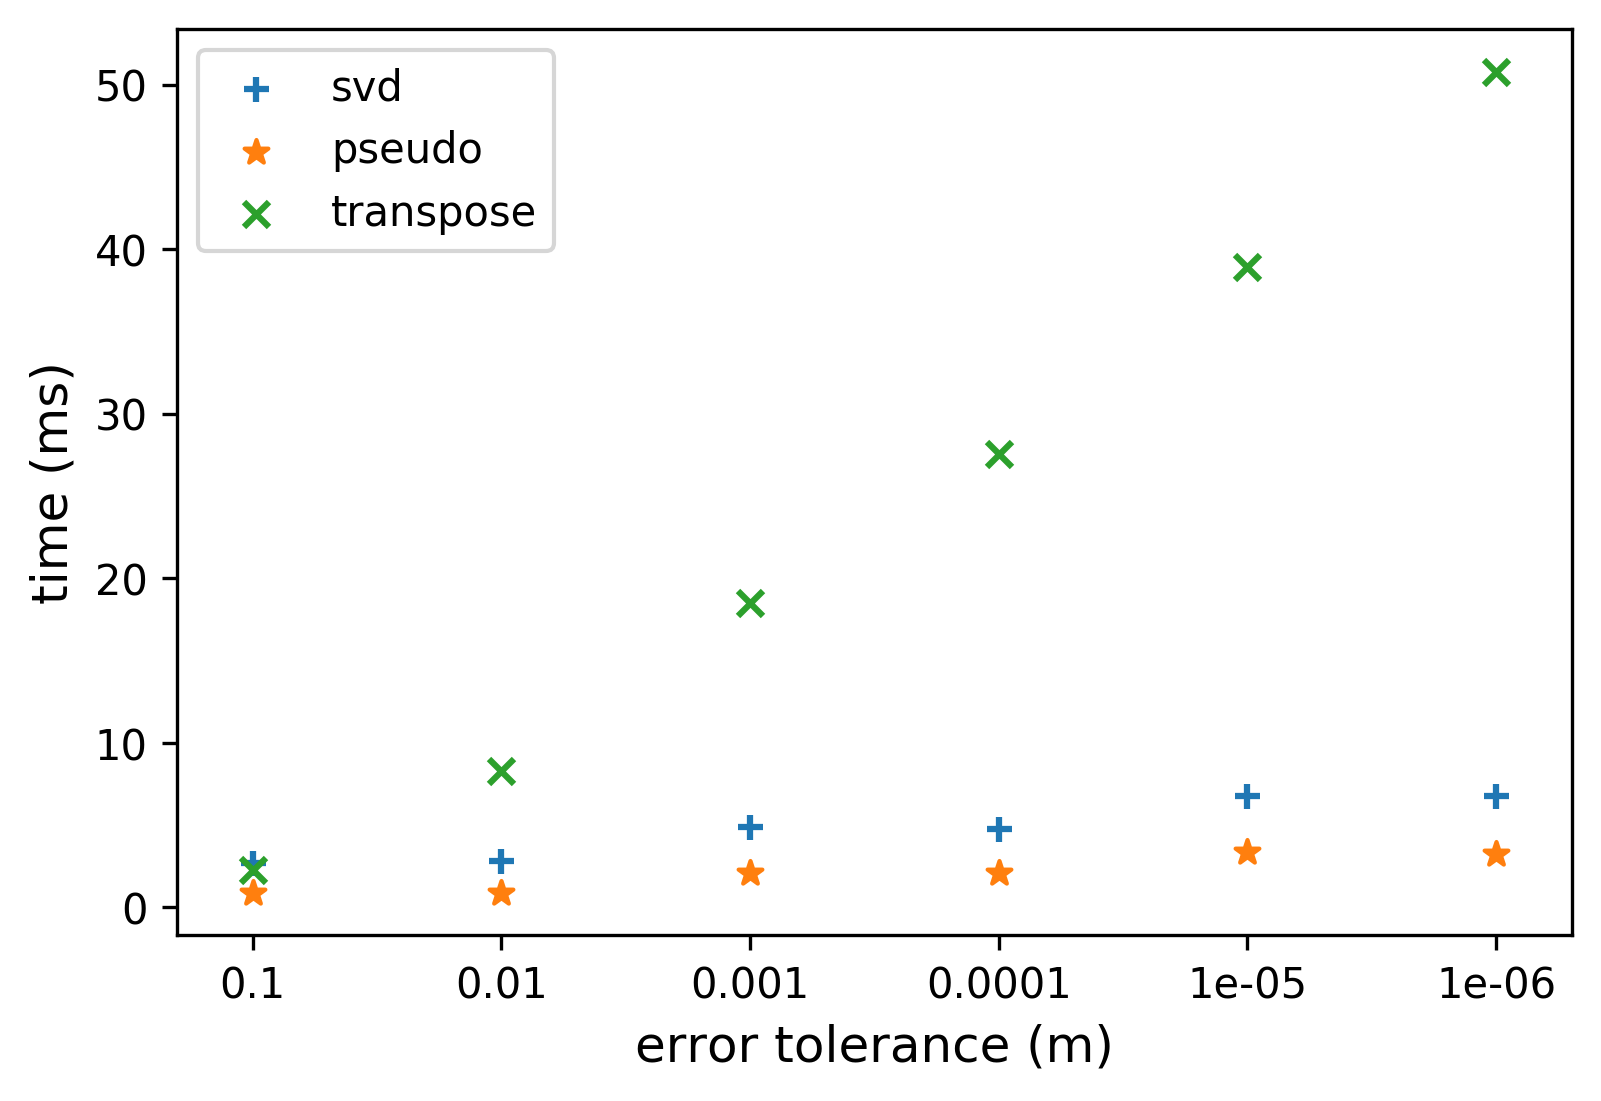 svd
pseudo
transpose
50
40
30
20
10
0
time (ms)
0.1 0.01 0.001 0.0001 1e-05 1e-06
error tolerance (m)